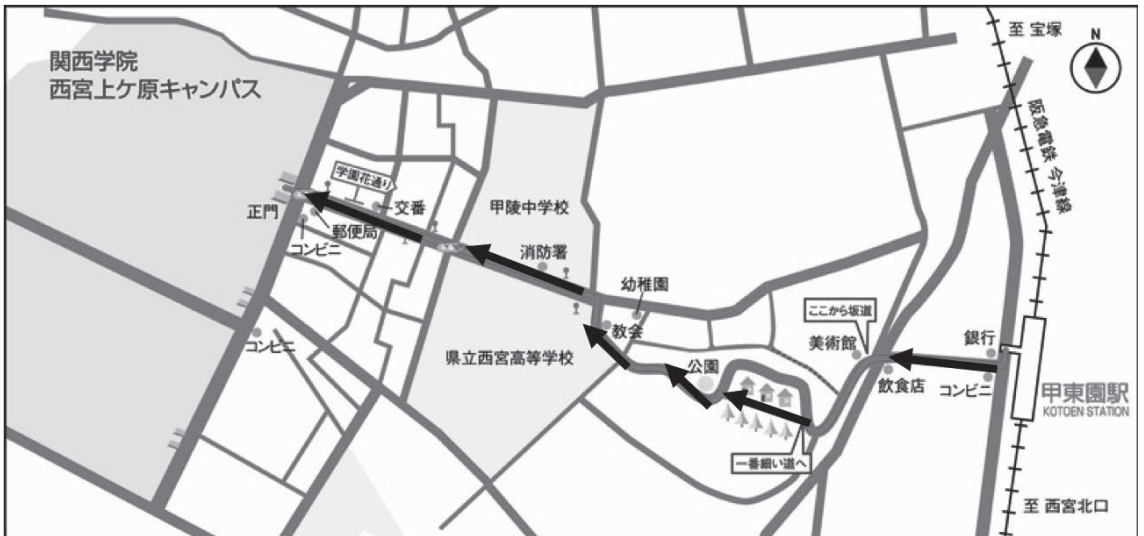 関西学院
西宮上ケ原キャンパス
至 宝塚
N
阪急電鉄 今津線
学園花通り
正門
交番
郵便局
コンビニ
甲陵中学校
消防署
幼稚園
教会
ここから坂道
美術館
銀行
飲食店
コンビニ
甲東園駅
KOTOEN STATION
コンビニ
県立西宮高等学校
公園
一番細い道へ
至 西宮北口